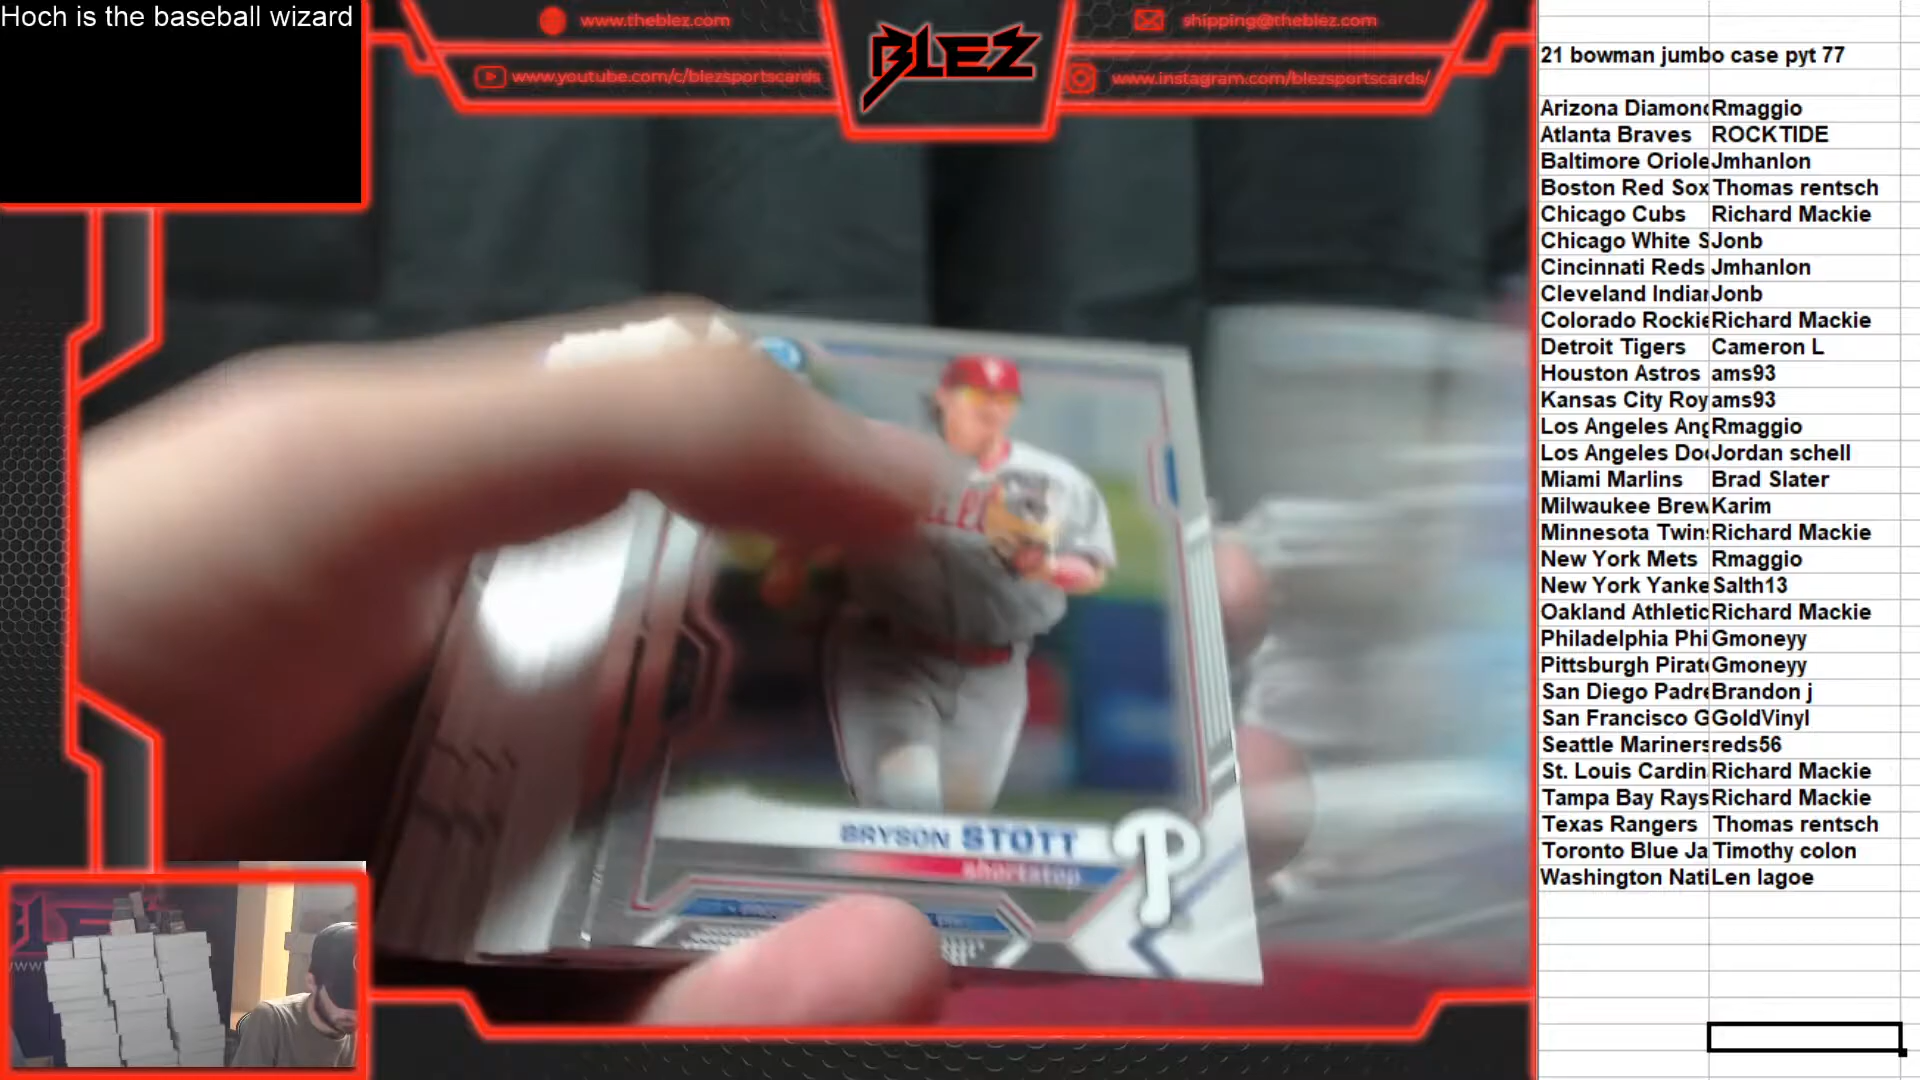 Hoch is the baseball wizard
www.theblez.com
shipping@theblez.com
BLEZ
www.youtube.com/c/blezsportscards
www.instagram.com/blezsportscards/
21 bowman jumbo case pyt 77
Arizona Diamond Rmaggio
Atlanta Braves ROCKTIDE
Baltimore Oriole Jmhanlon
Boston Red Sox Thomas rentsch
Chicago Cubs Richard Mackie
Chicago White S Jonb
Cincinnati Reds Jmhanlon
Cleveland Indian Jonb
Colorado Rockie Richard Mackie
Detroit Tigers Cameron L
Houston Astros ams93
Kansas City Roy ams93
Los Angeles Ang Rmaggio
Los Angeles Do Jordan schell
Miami Marlins Brad Slater
Milwaukee Brew Karim
Minnesota Twins Richard Mackie
New York Mets Rmaggio
New York Yanke Salth13
Oakland Athletic Richard Mackie
Philadelphia Phi Gmoneyy
Pittsburgh Pirat Gmoneyy
San Diego Padre Brandon j
San Francisco G GoldVinyl
Seattle Mariners reds56
St. Louis Cardin Richard Mackie
Tampa Bay Rays Richard Mackie
Texas Rangers Thomas rentsch
Toronto Blue Ja Timothy colon
Washington Nati Len lagoe
BRYSON STOTT
shortstop
P